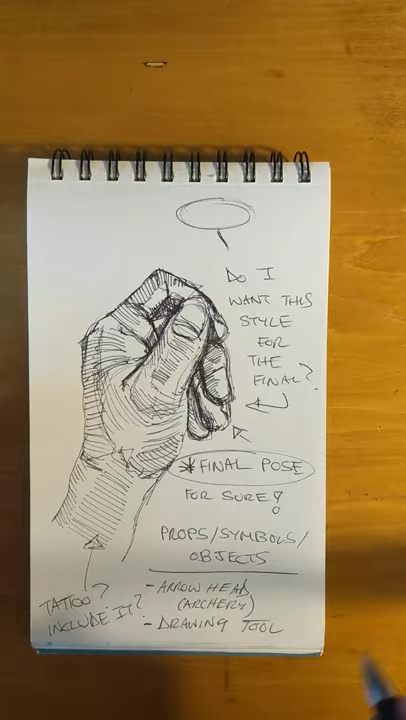 DO I
WANT THIS
STYLE
FOR
THE
FINAL?
*FINAL POSE
FOR SURE!
PROPS/SYMBOLS/
OBJECTS
- ARROW HEAD
(ARCHERY)
- DRAWING TOOL
TATOO?
INCLUDE IT?